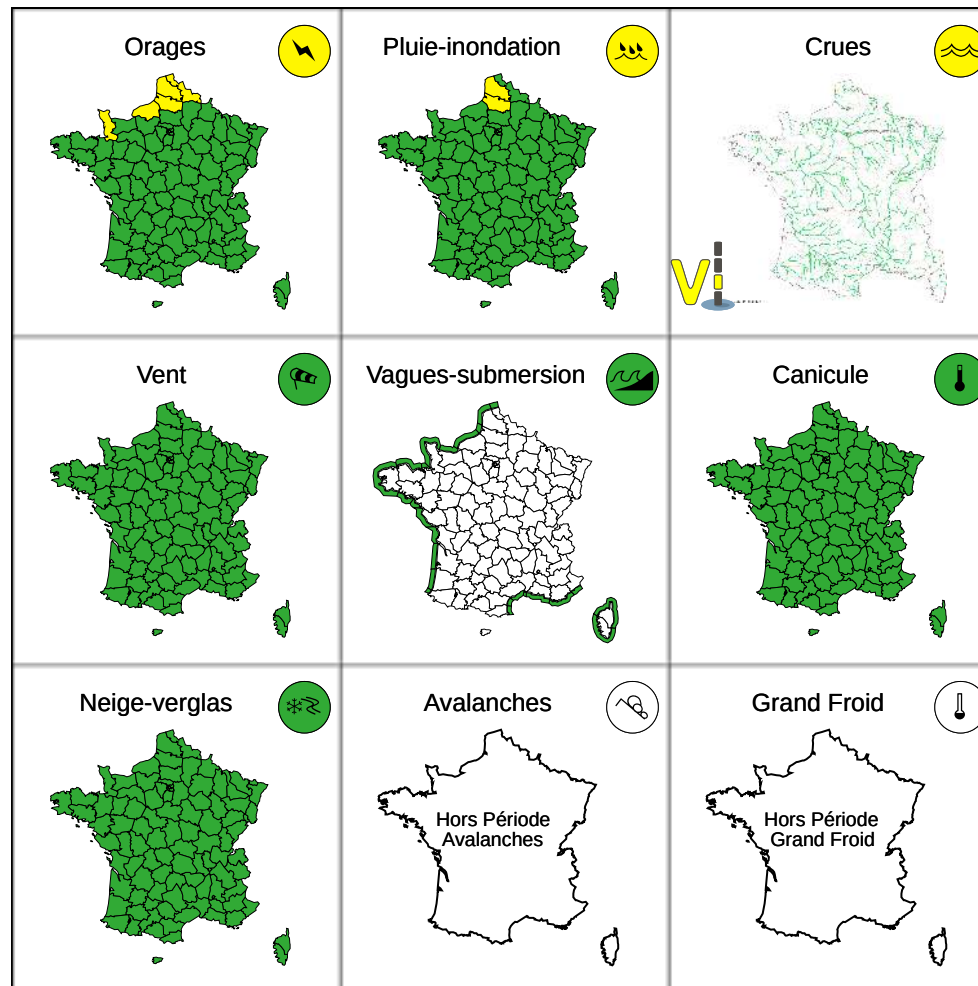 Orages
Pluie-inondation
Crues
Vi
Vent
Vagues-submersion
Canicule
Neige-verglas
Avalanches
Grand Froid
Hors Période
Avalanches
Hors Période
Grand Froid